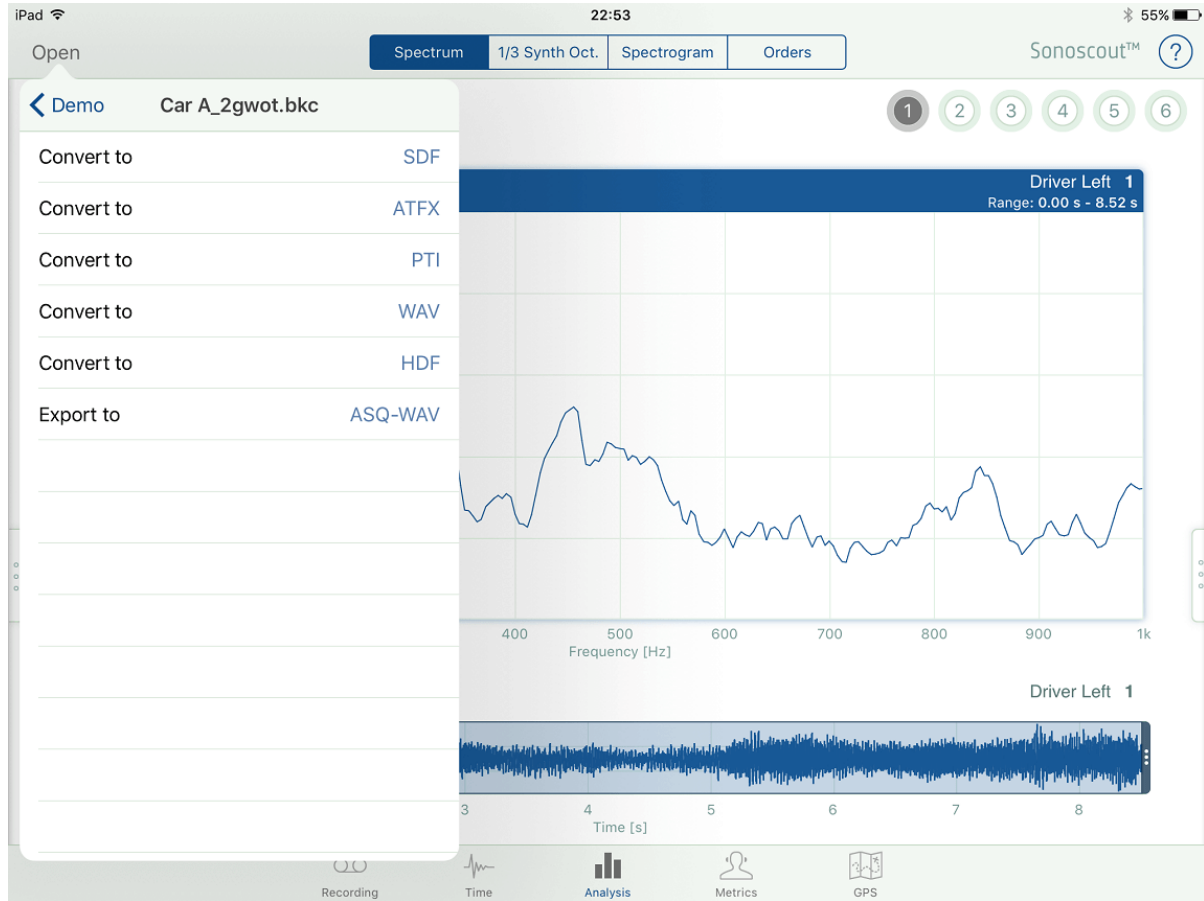 iPad 22:53 55%
Open Spectrum 1/3 Synth Oct. Spectrogram Orders Sonoscout™ ?
Demo Car A_2gwot.bkc
1 2 3 4 5 6
Convert to SDF
Convert to ATFX
Convert to PTI
Convert to WAV
Convert to HDF
Export to ASQ-WAV
Driver Left 1
Range: 0.00 s - 8.52 s
400 500 600 700 800 900 1k
Frequency [Hz]
Driver Left 1
3 4 5 6 7 8
Time [s]
Recording Time Analysis Metrics GPS